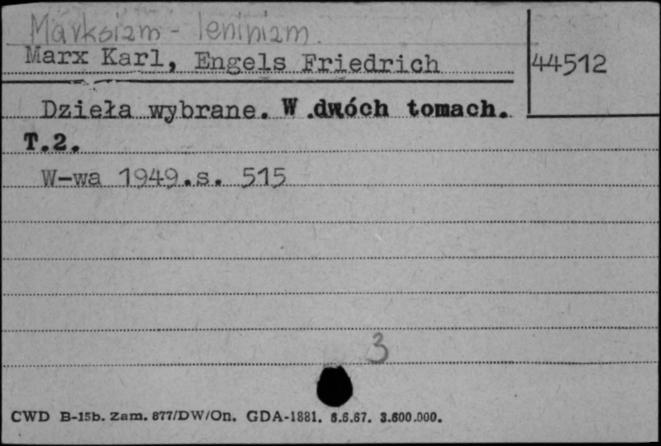 Marksizm - leninizm.
Marx Karl, Engels Friedrich
44512
Dzieła wybrane. W dwóch tomach.
T.2.
W-wa 1949.s. 515
3
CWD B-15b. Zam. 877/DW/On. GDA-1881. 6.6.67. 3.600.000.